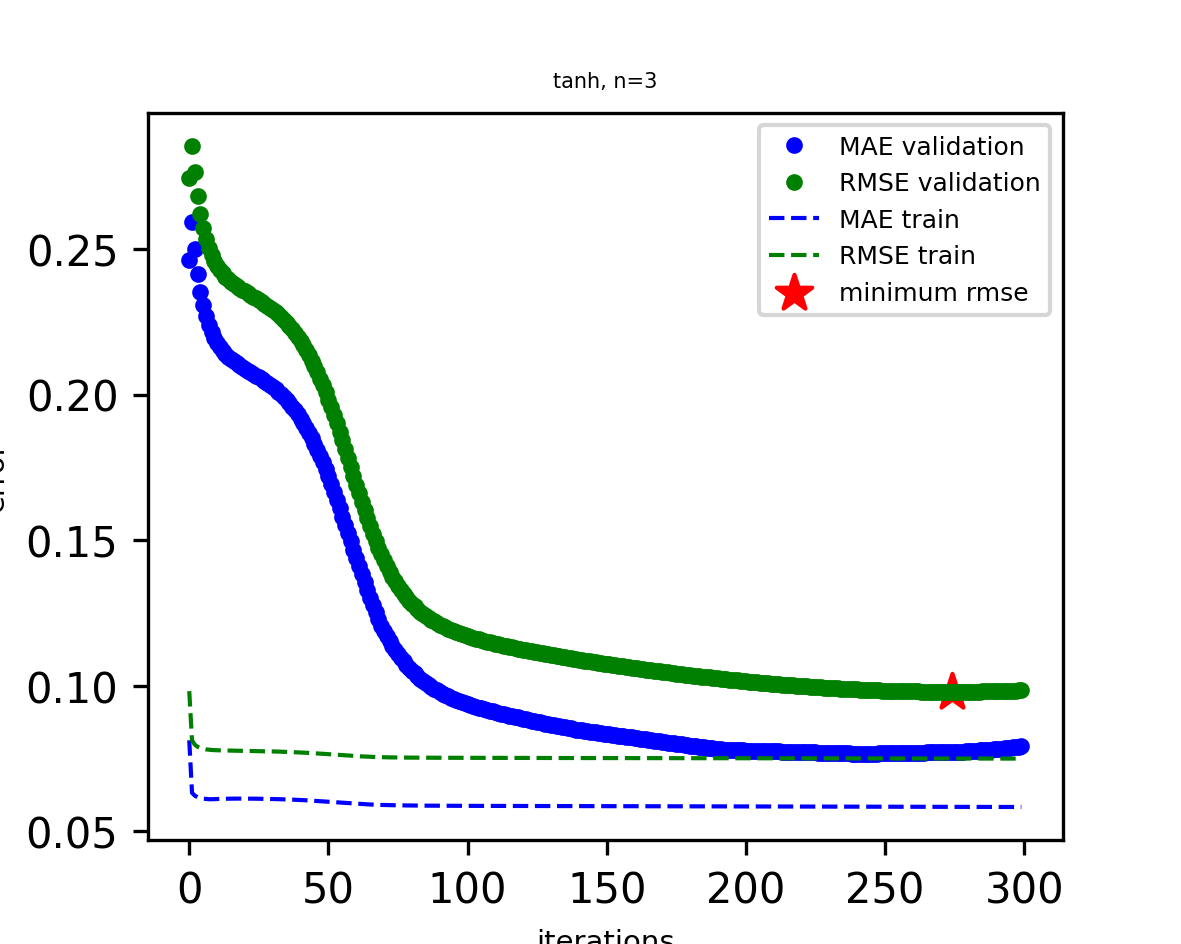 tanh, n=3
MAE validation
RMSE validation
MAE train
RMSE train
minimum rmse
0.25
0.20
0.15
0.10
0.05
0 50 100 150 200 250 300
iterations